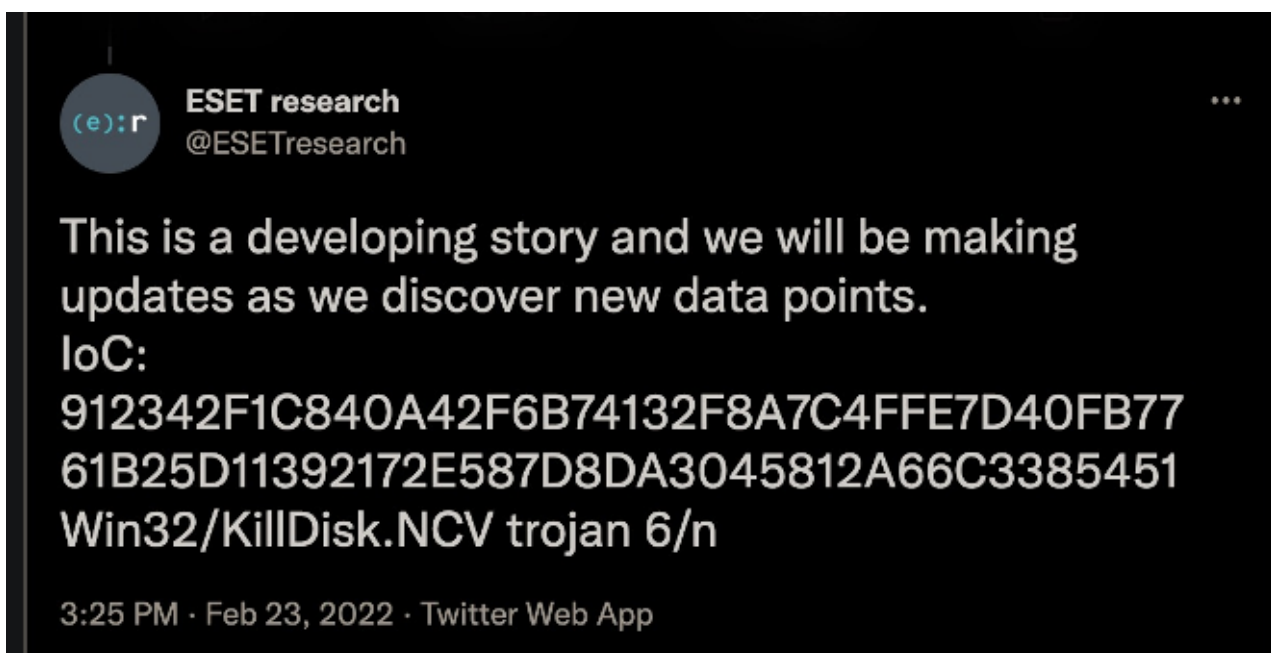 (e):r
ESET research
@ESETresearch
This is a developing story and we will be making
updates as we discover new data points.
IoC:
912342F1C840A42F6B74132F8A7C4FFE7D40FB77
61B25D11392172E587D8DA3045812A66C3385451
Win32/KillDisk.NCV trojan 6/n
3:25 PM · Feb 23, 2022 · Twitter Web App